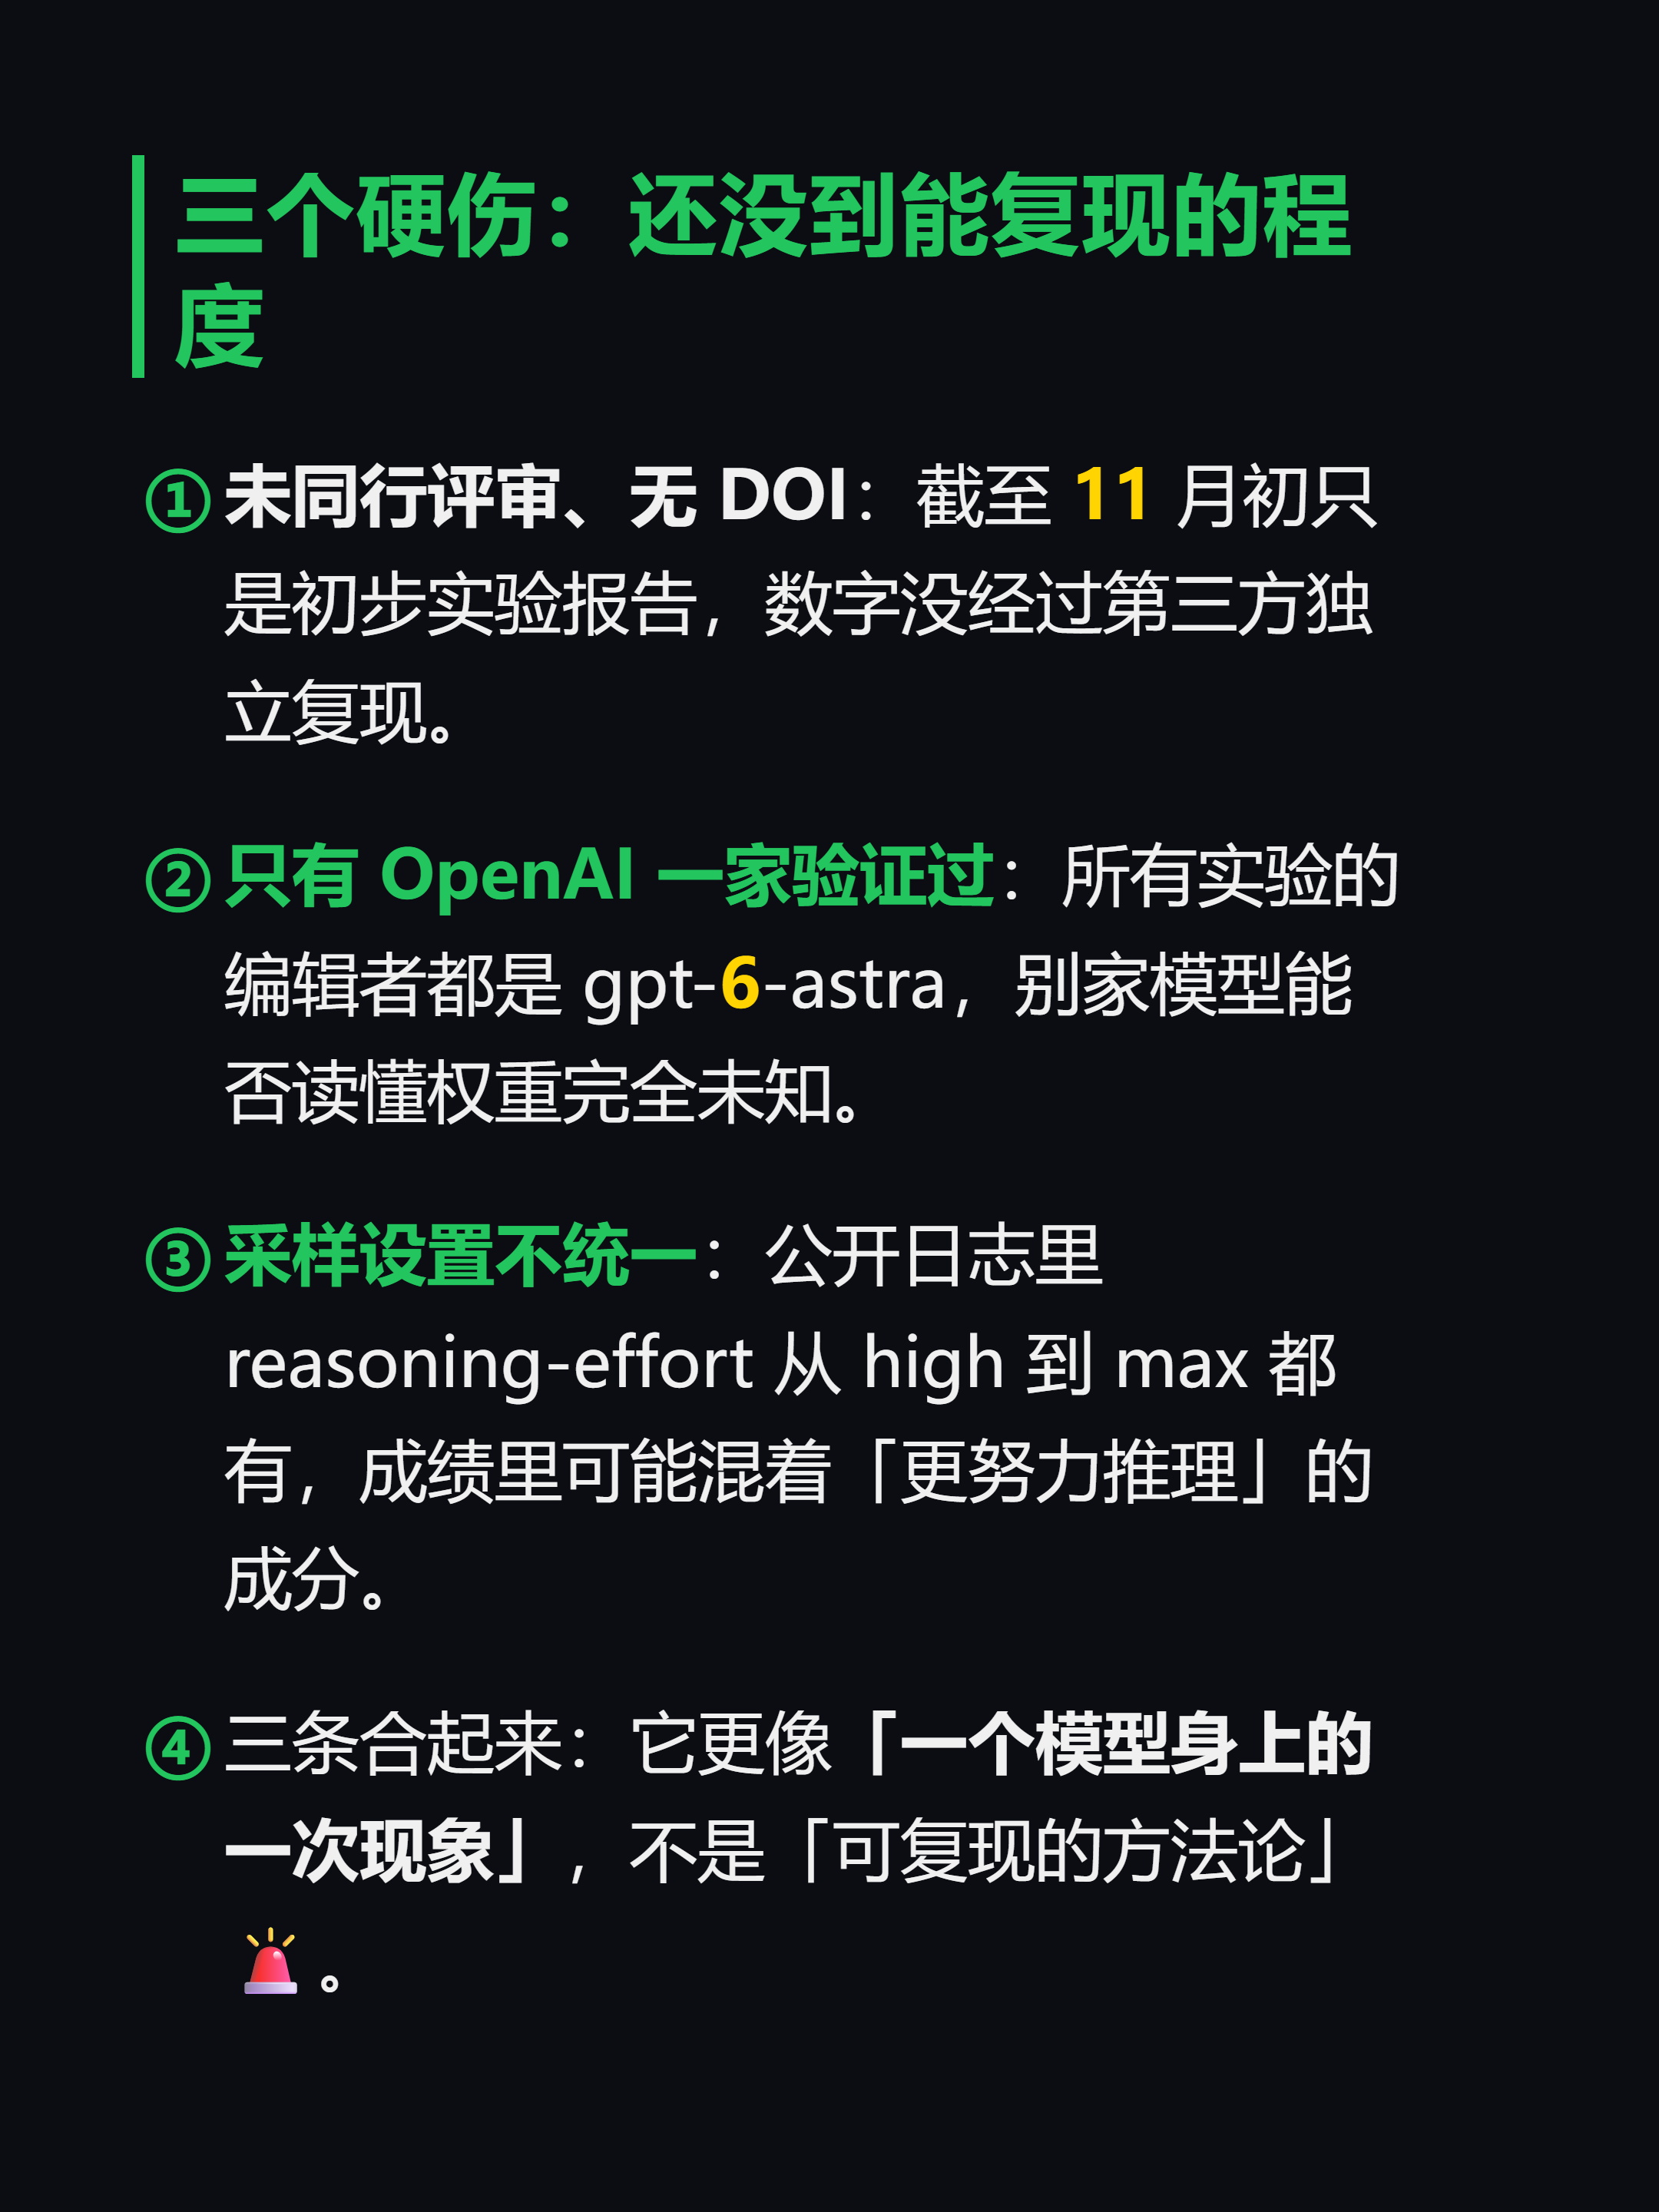 三个硬伤：还没到能复现的程
度
① 未同行评审、无 DOI：截至 11 月初只
是初步实验报告，数字没经过第三方独
立复现。
② 只有 OpenAI 一家验证过：所有实验的
编辑者都是 gpt-6-astra，别家模型能
否读懂权重完全未知。
③ 采样设置不统一：公开日志里
reasoning-effort 从 high 到 max 都
有，成绩里可能混着「更努力推理」的
成分。
④ 三条合起来：它更像「一个模型身上的
一次现象」，不是「可复现的方法论」
🚨。